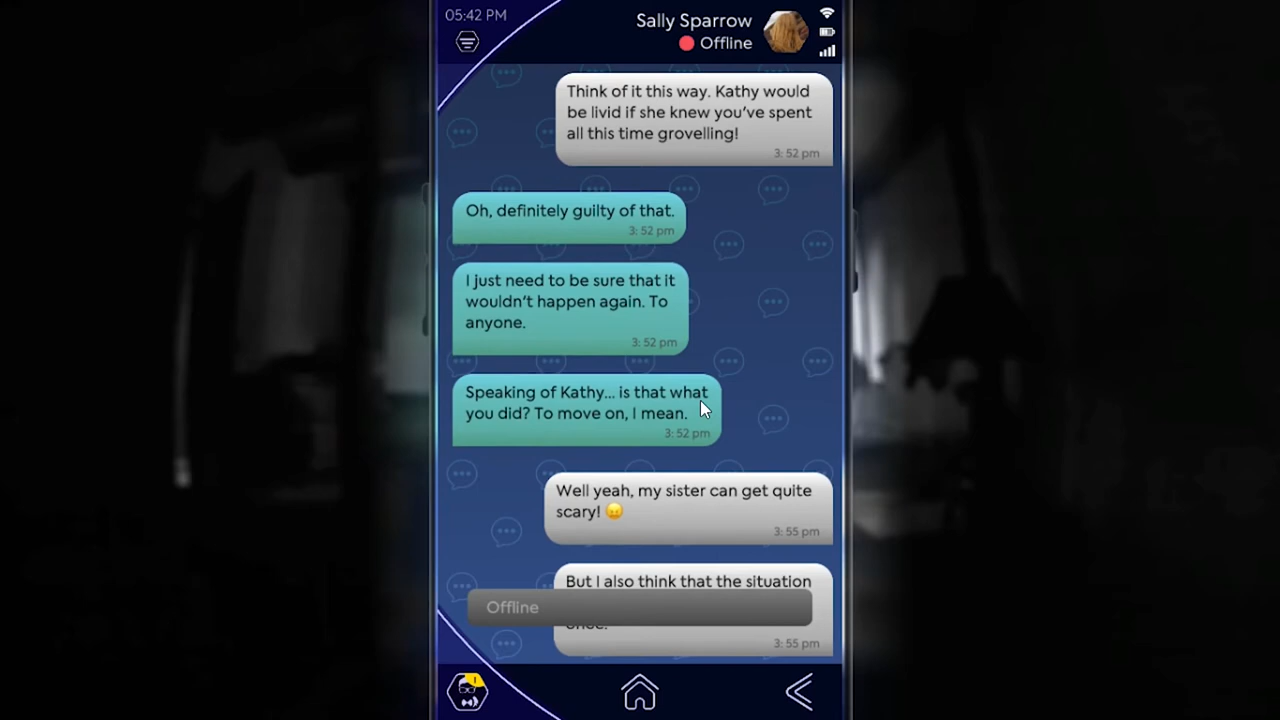 05:42 PM
Sally Sparrow
Offline
Think of it this way. Kathy would
be livid if she knew you've spent
all this time grovelling!
3: 52 pm
Oh, definitely guilty of that.
3: 52 pm
I just need to be sure that it
wouldn't happen again. To
anyone.
3: 52 pm
Speaking of Kathy... is that what
you did? To move on, I mean.
3: 52 pm
Well yeah, my sister can get quite
scary! 😠
3: 55 pm
But I also think that the situation
Offline
once.
3: 55 pm